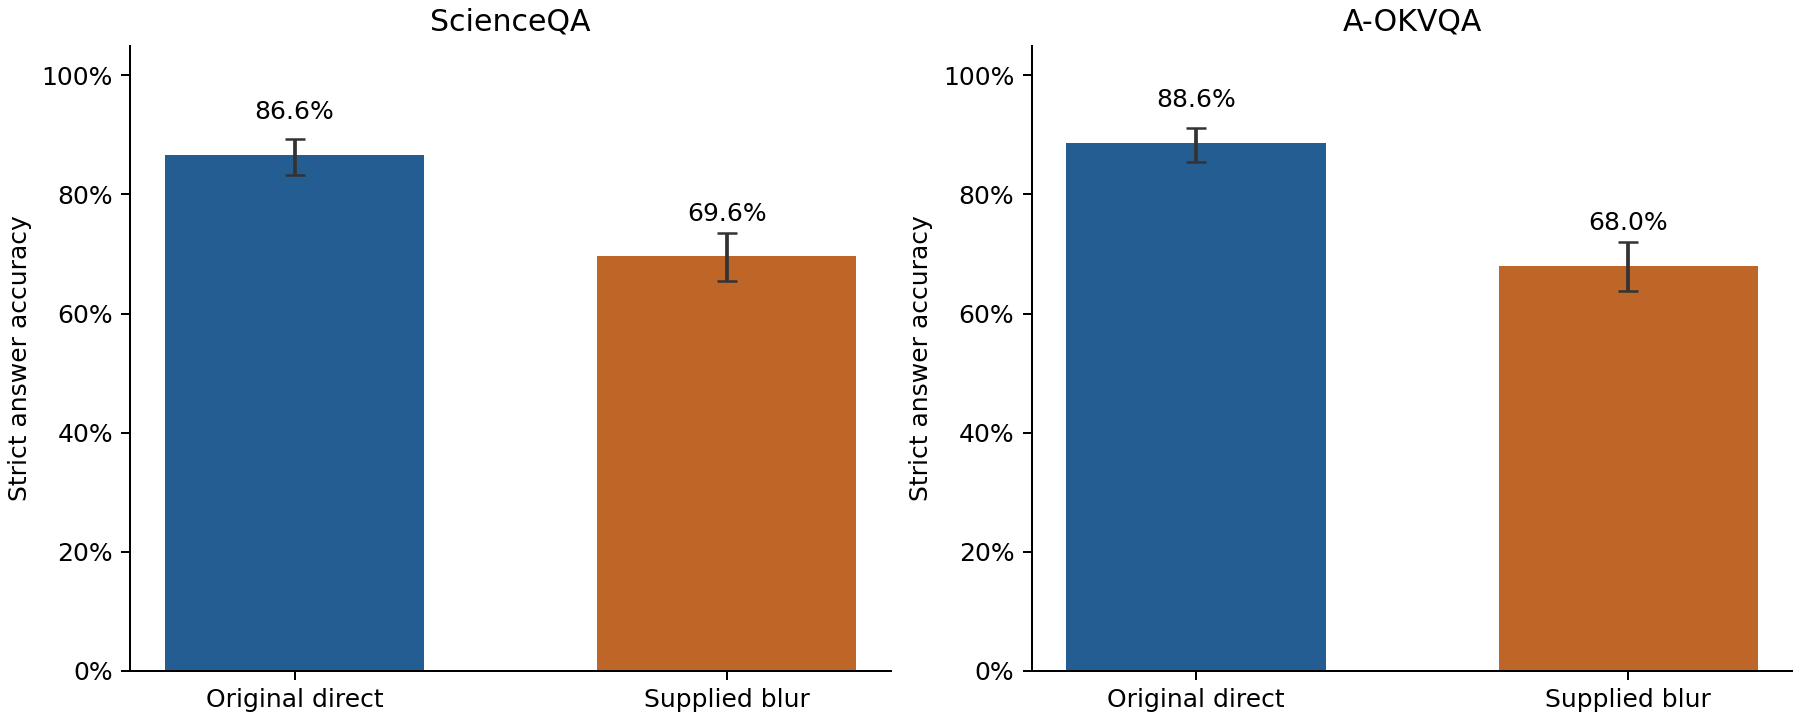 ScienceQA
Strict answer accuracy
100%
80%
60%
40%
20%
0%
86.6%
69.6%
Original direct
Supplied blur
A-OKVQA
Strict answer accuracy
100%
80%
60%
40%
20%
0%
88.6%
68.0%
Original direct
Supplied blur